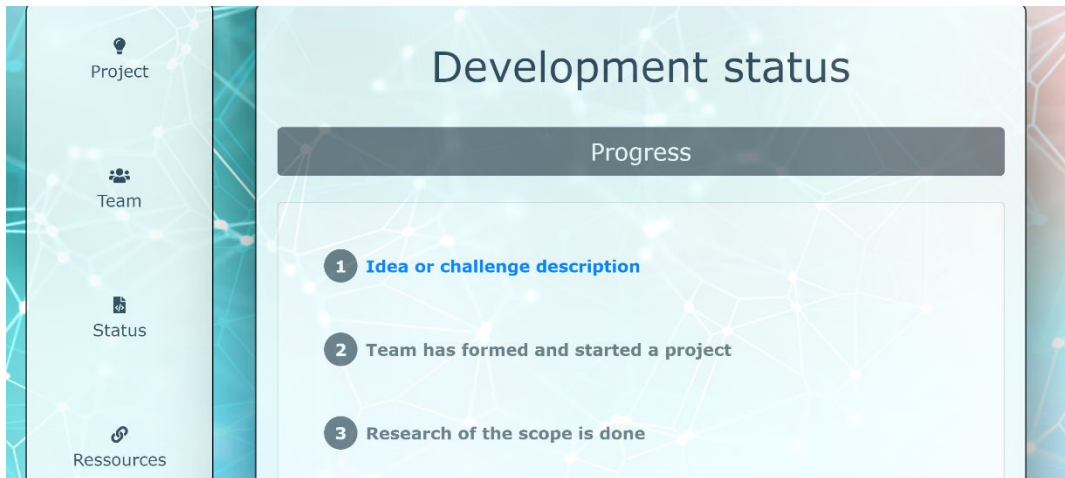 Project
Team
Status
Ressources
Development status
Progress
1 Idea or challenge description
2 Team has formed and started a project
3 Research of the scope is done